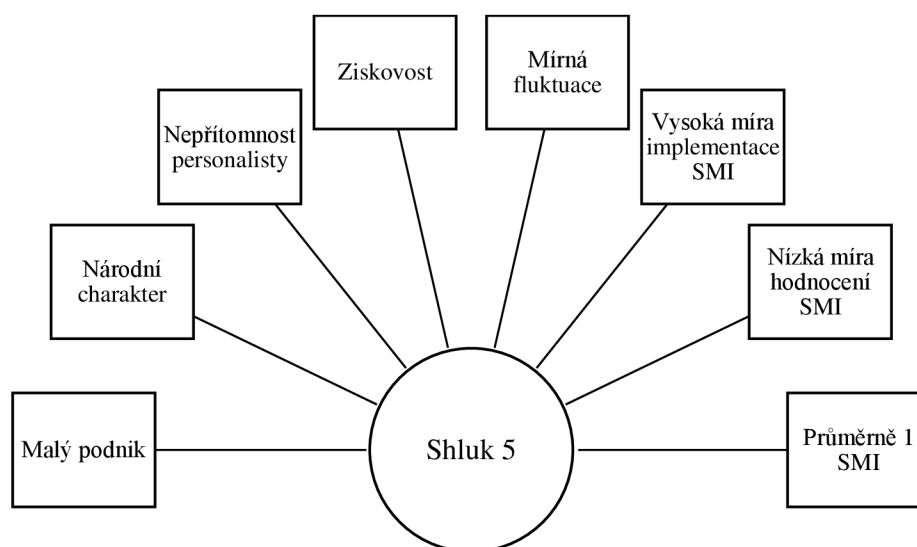 Ziskovost
Mírná
fluktuace
Nepřítomnost
personalisty
Vysoká míra
implementace
SMI
Národní
charakter
Nízká míra
hodnocení
SMI
Malý podnik
Shluk 5
Průměrně 1
SMI